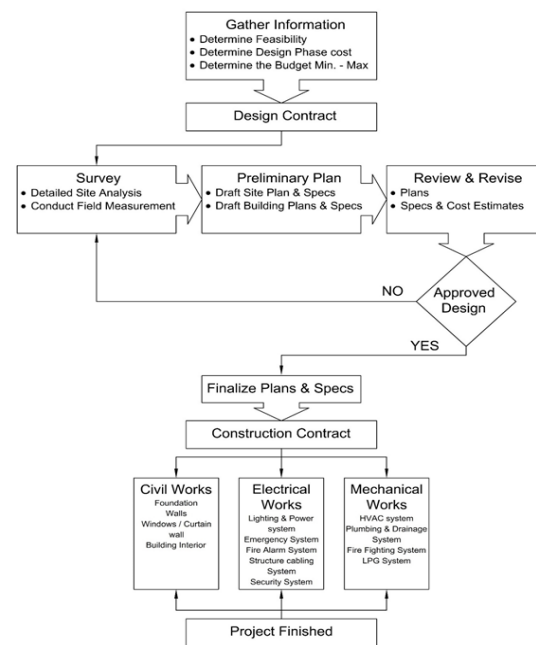 Gather Information
• Determine Feasibility
• Determine Design Phase cost
• Determine the Budget Min. - Max
Design Contract
Survey
• Detailed Site Analysis
• Conduct Field Measurement
Preliminary Plan
• Draft Site Plan & Specs
• Draft Building Plans & Specs
Review & Revise
• Plans
• Specs & Cost Estimates
Approved
Design
NO
YES
Finalize Plans & Specs
Construction Contract
Civil Works
Foundation
Walls
Windows / Curtain
wall
Building Interior
Electrical
Works
Lighting & Power
system
Emergency System
Fire Alarm System
Structure cabling
System
Security System
Mechanical
Works
HVAC system
Plumbing & Drainage
System
Fire Fighting System
LPG System
Project Finished